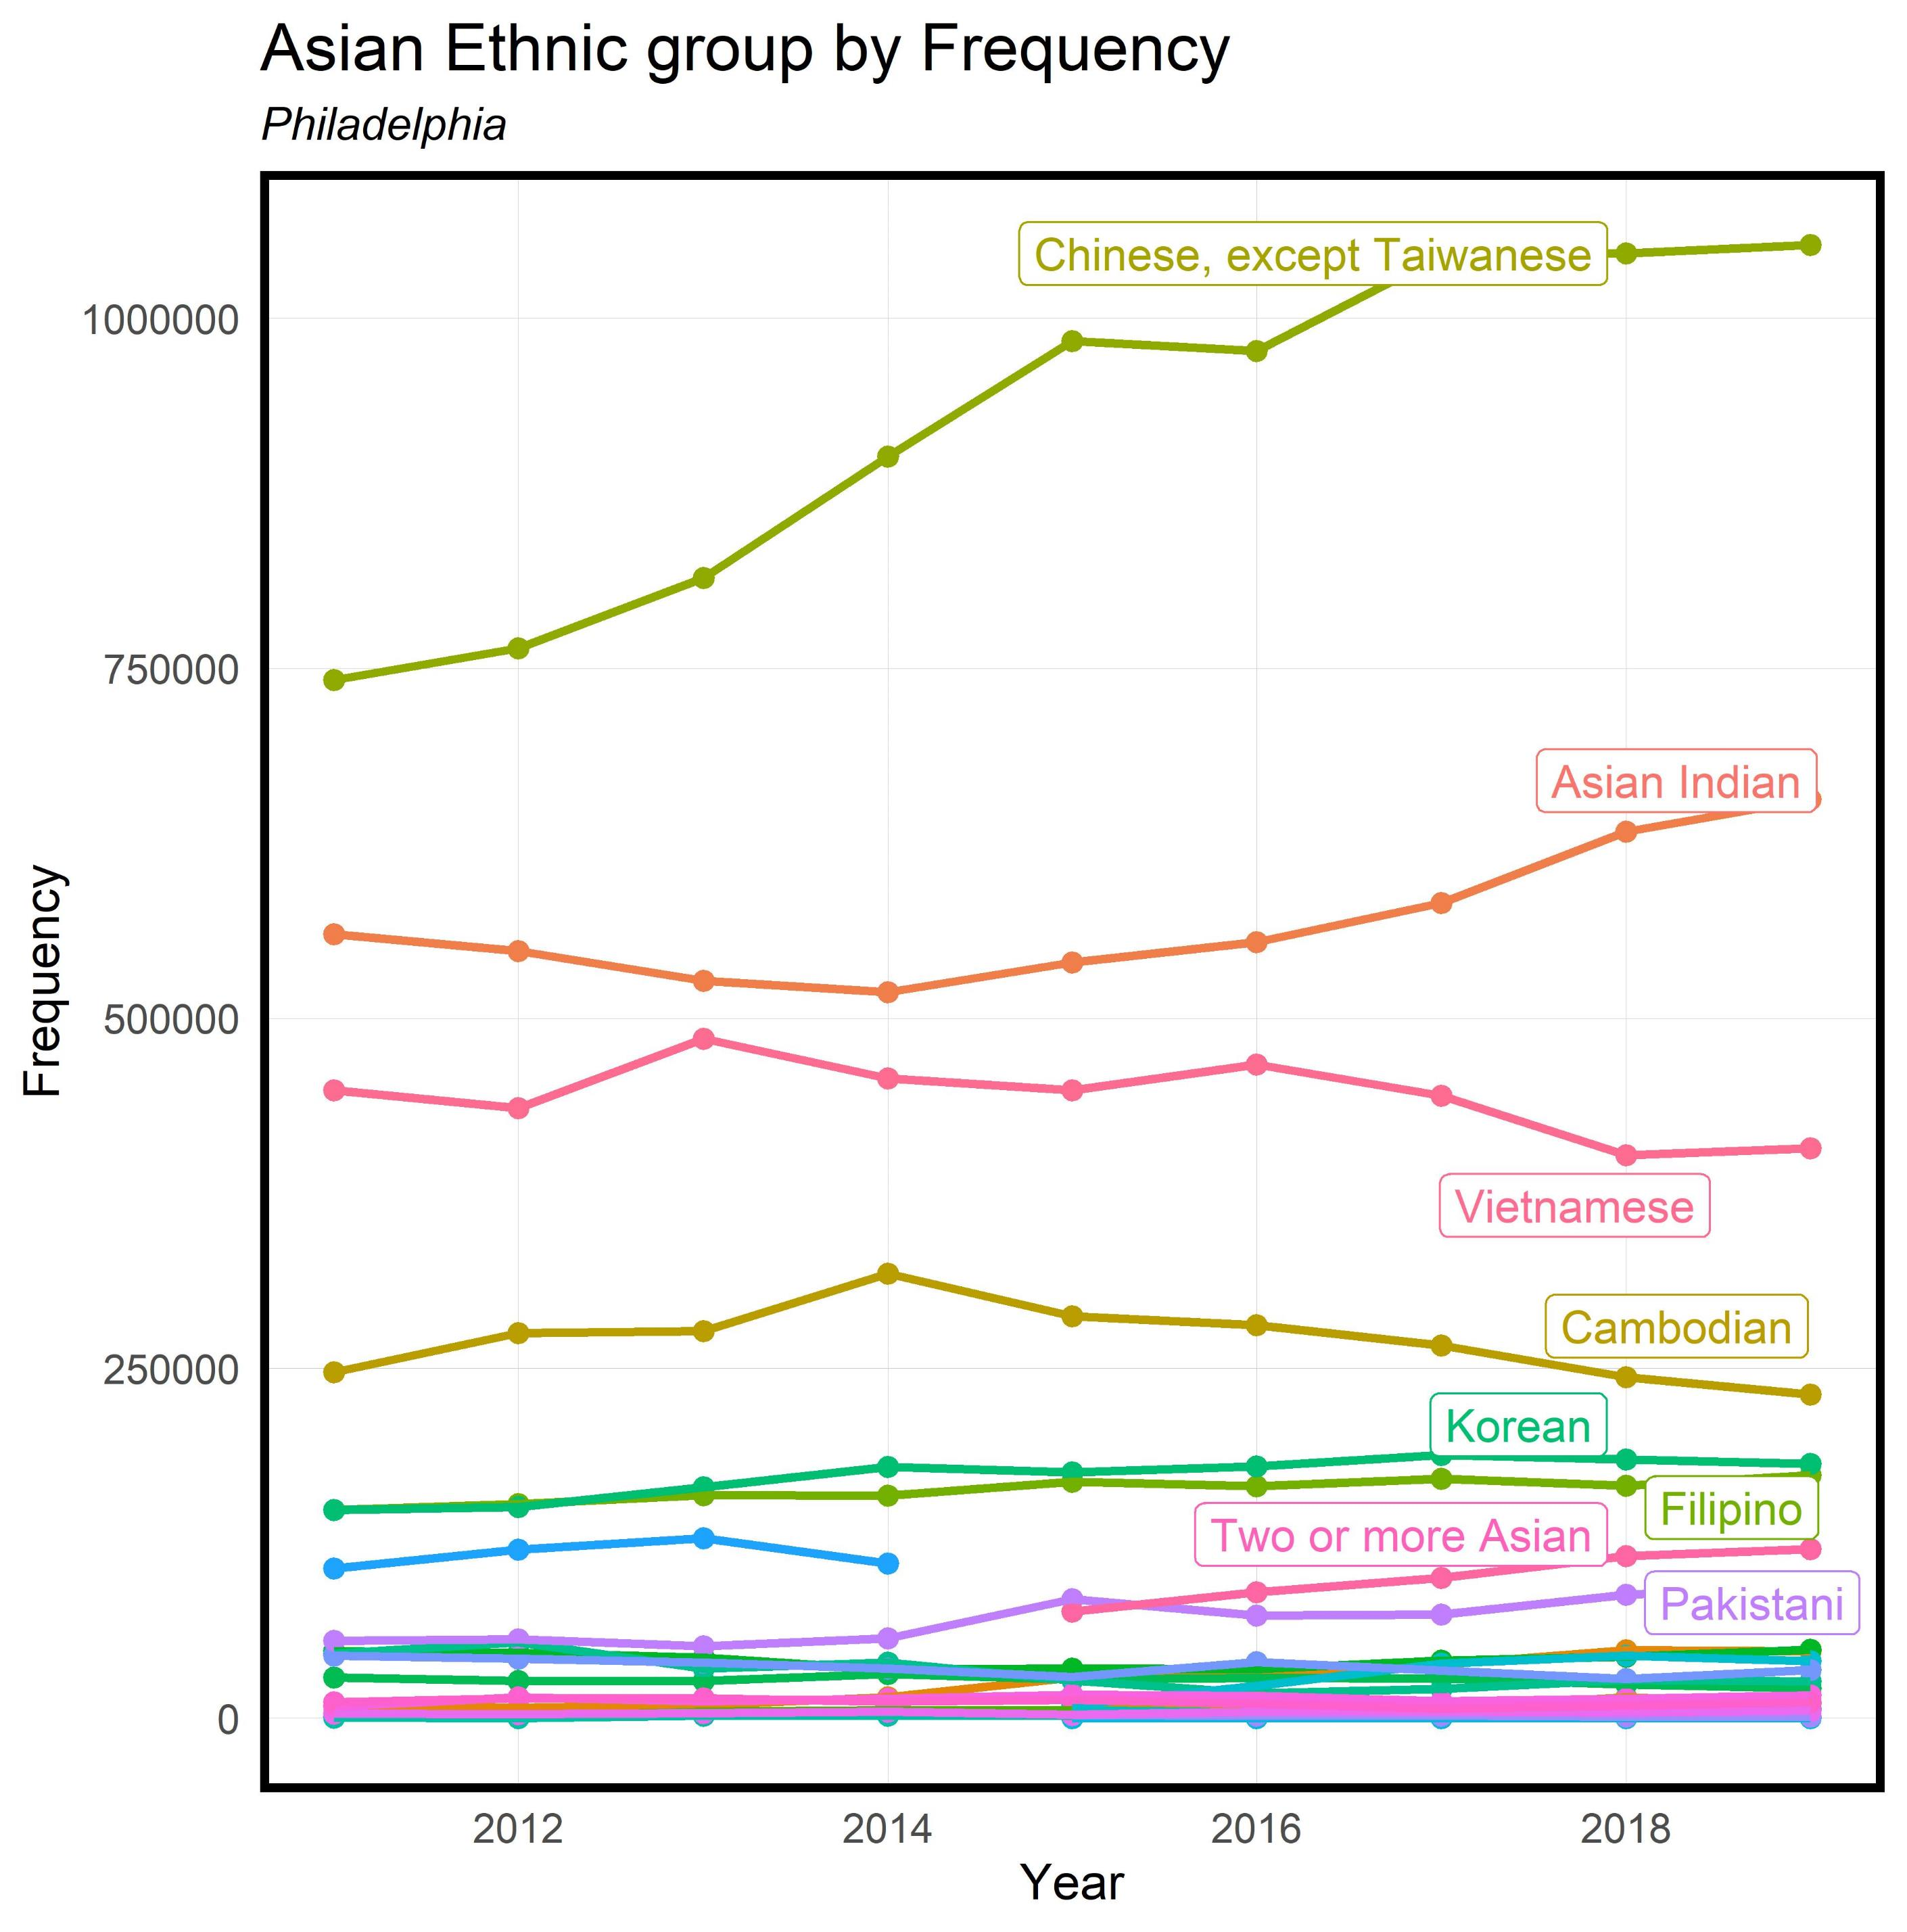 Asian Ethnic group by Frequency
Philadelphia
Chinese, except Taiwanese
1000000
750000
Asian Indian
Frequency
500000
Vietnamese
Cambodian
250000
Korean
Filipino
Two or more Asian
Pakistani
0
2012 2014 2016 2018
Year